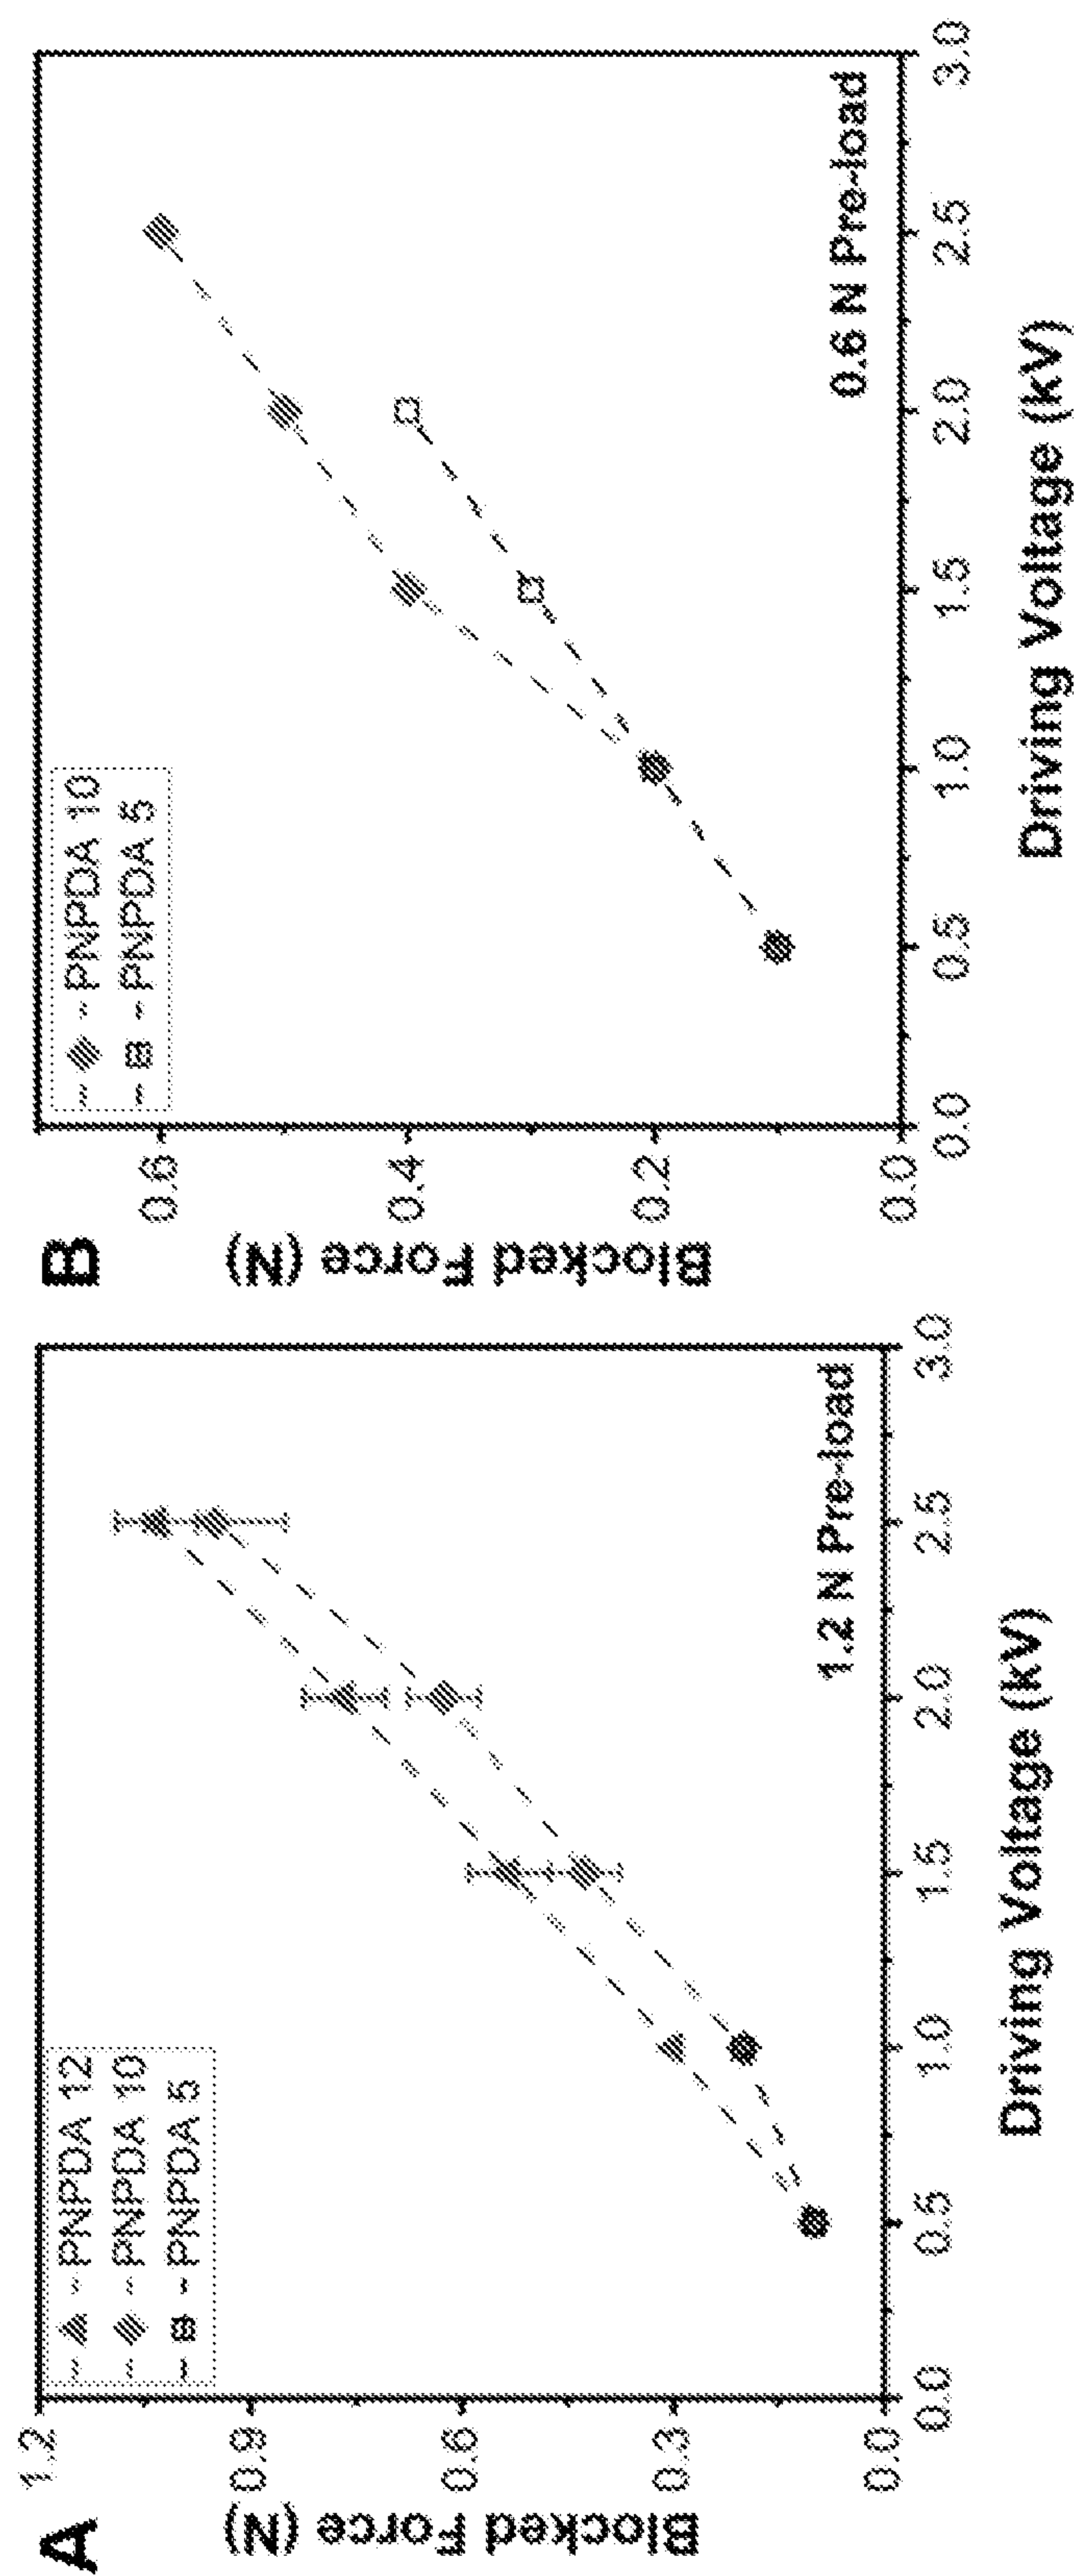 A
Blocked Force (N)
1.2
0.9
0.6
0.3
0.0
PNPDA 12
PNPDA 10
PNPDA 5
1.2 N Pre-load
0.0
0.5
1.0
1.5
2.0
2.5
3.0
Driving Voltage (kV)
B
Blocked Force (N)
0.6
0.4
0.2
0.0
PNPDA 10
PNPDA 5
0.6 N Pre-load
0.0
0.5
1.0
1.5
2.0
2.5
3.0
Driving Voltage (kV)